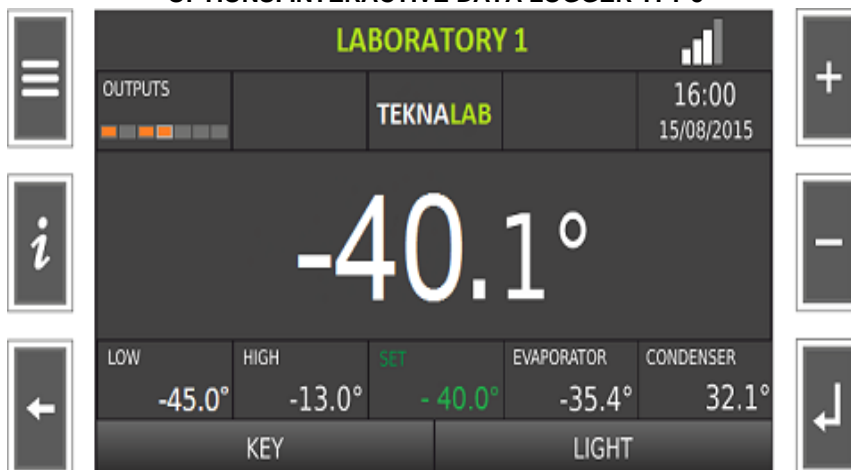 LABORATORY 1
OUTPUTS
TEKNALAB
16:00
15/08/2015
-40.1°
LOW
-45.0°
HIGH
-13.0°
SET
- 40.0°
EVAPORATOR
-35.4°
CONDENSER
32.1°
KEY
LIGHT